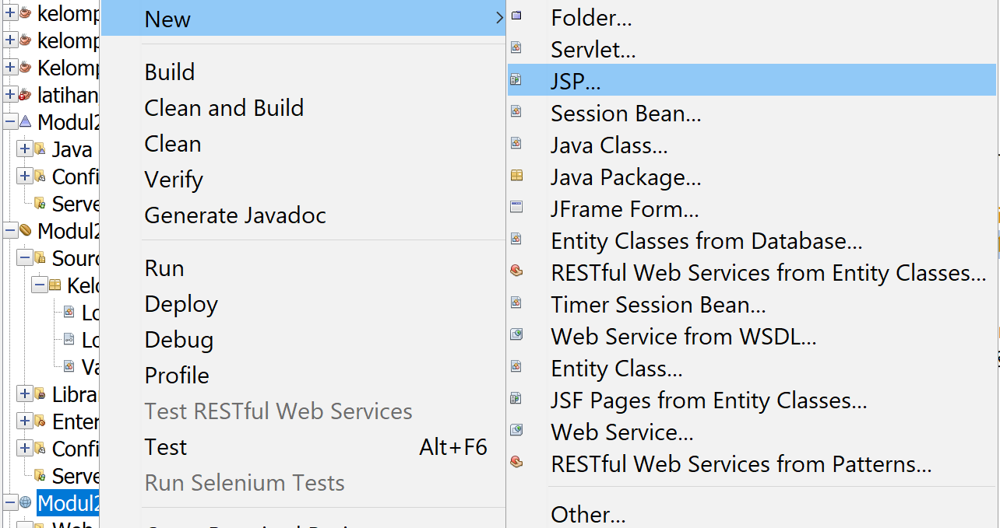 kelomp
kelomp
Kelomp
latihan
Modul2
Java
Confi
Serve
Modul2
Sourc
Kelo
Lo
Lo
Va
Librar
Enter
Confi
Serve
Modul2
New
Build
Clean and Build
Clean
Verify
Generate Javadoc
Run
Deploy
Debug
Profile
Test RESTful Web Services
Test Alt+F6
Run Selenium Tests
Folder...
Servlet...
JSP...
Session Bean...
Java Class...
Java Package...
JFrame Form...
Entity Classes from Database...
RESTful Web Services from Entity Classes...
Timer Session Bean...
Web Service from WSDL...
Entity Class...
JSF Pages from Entity Classes...
Web Service...
RESTful Web Services from Patterns...
Other...